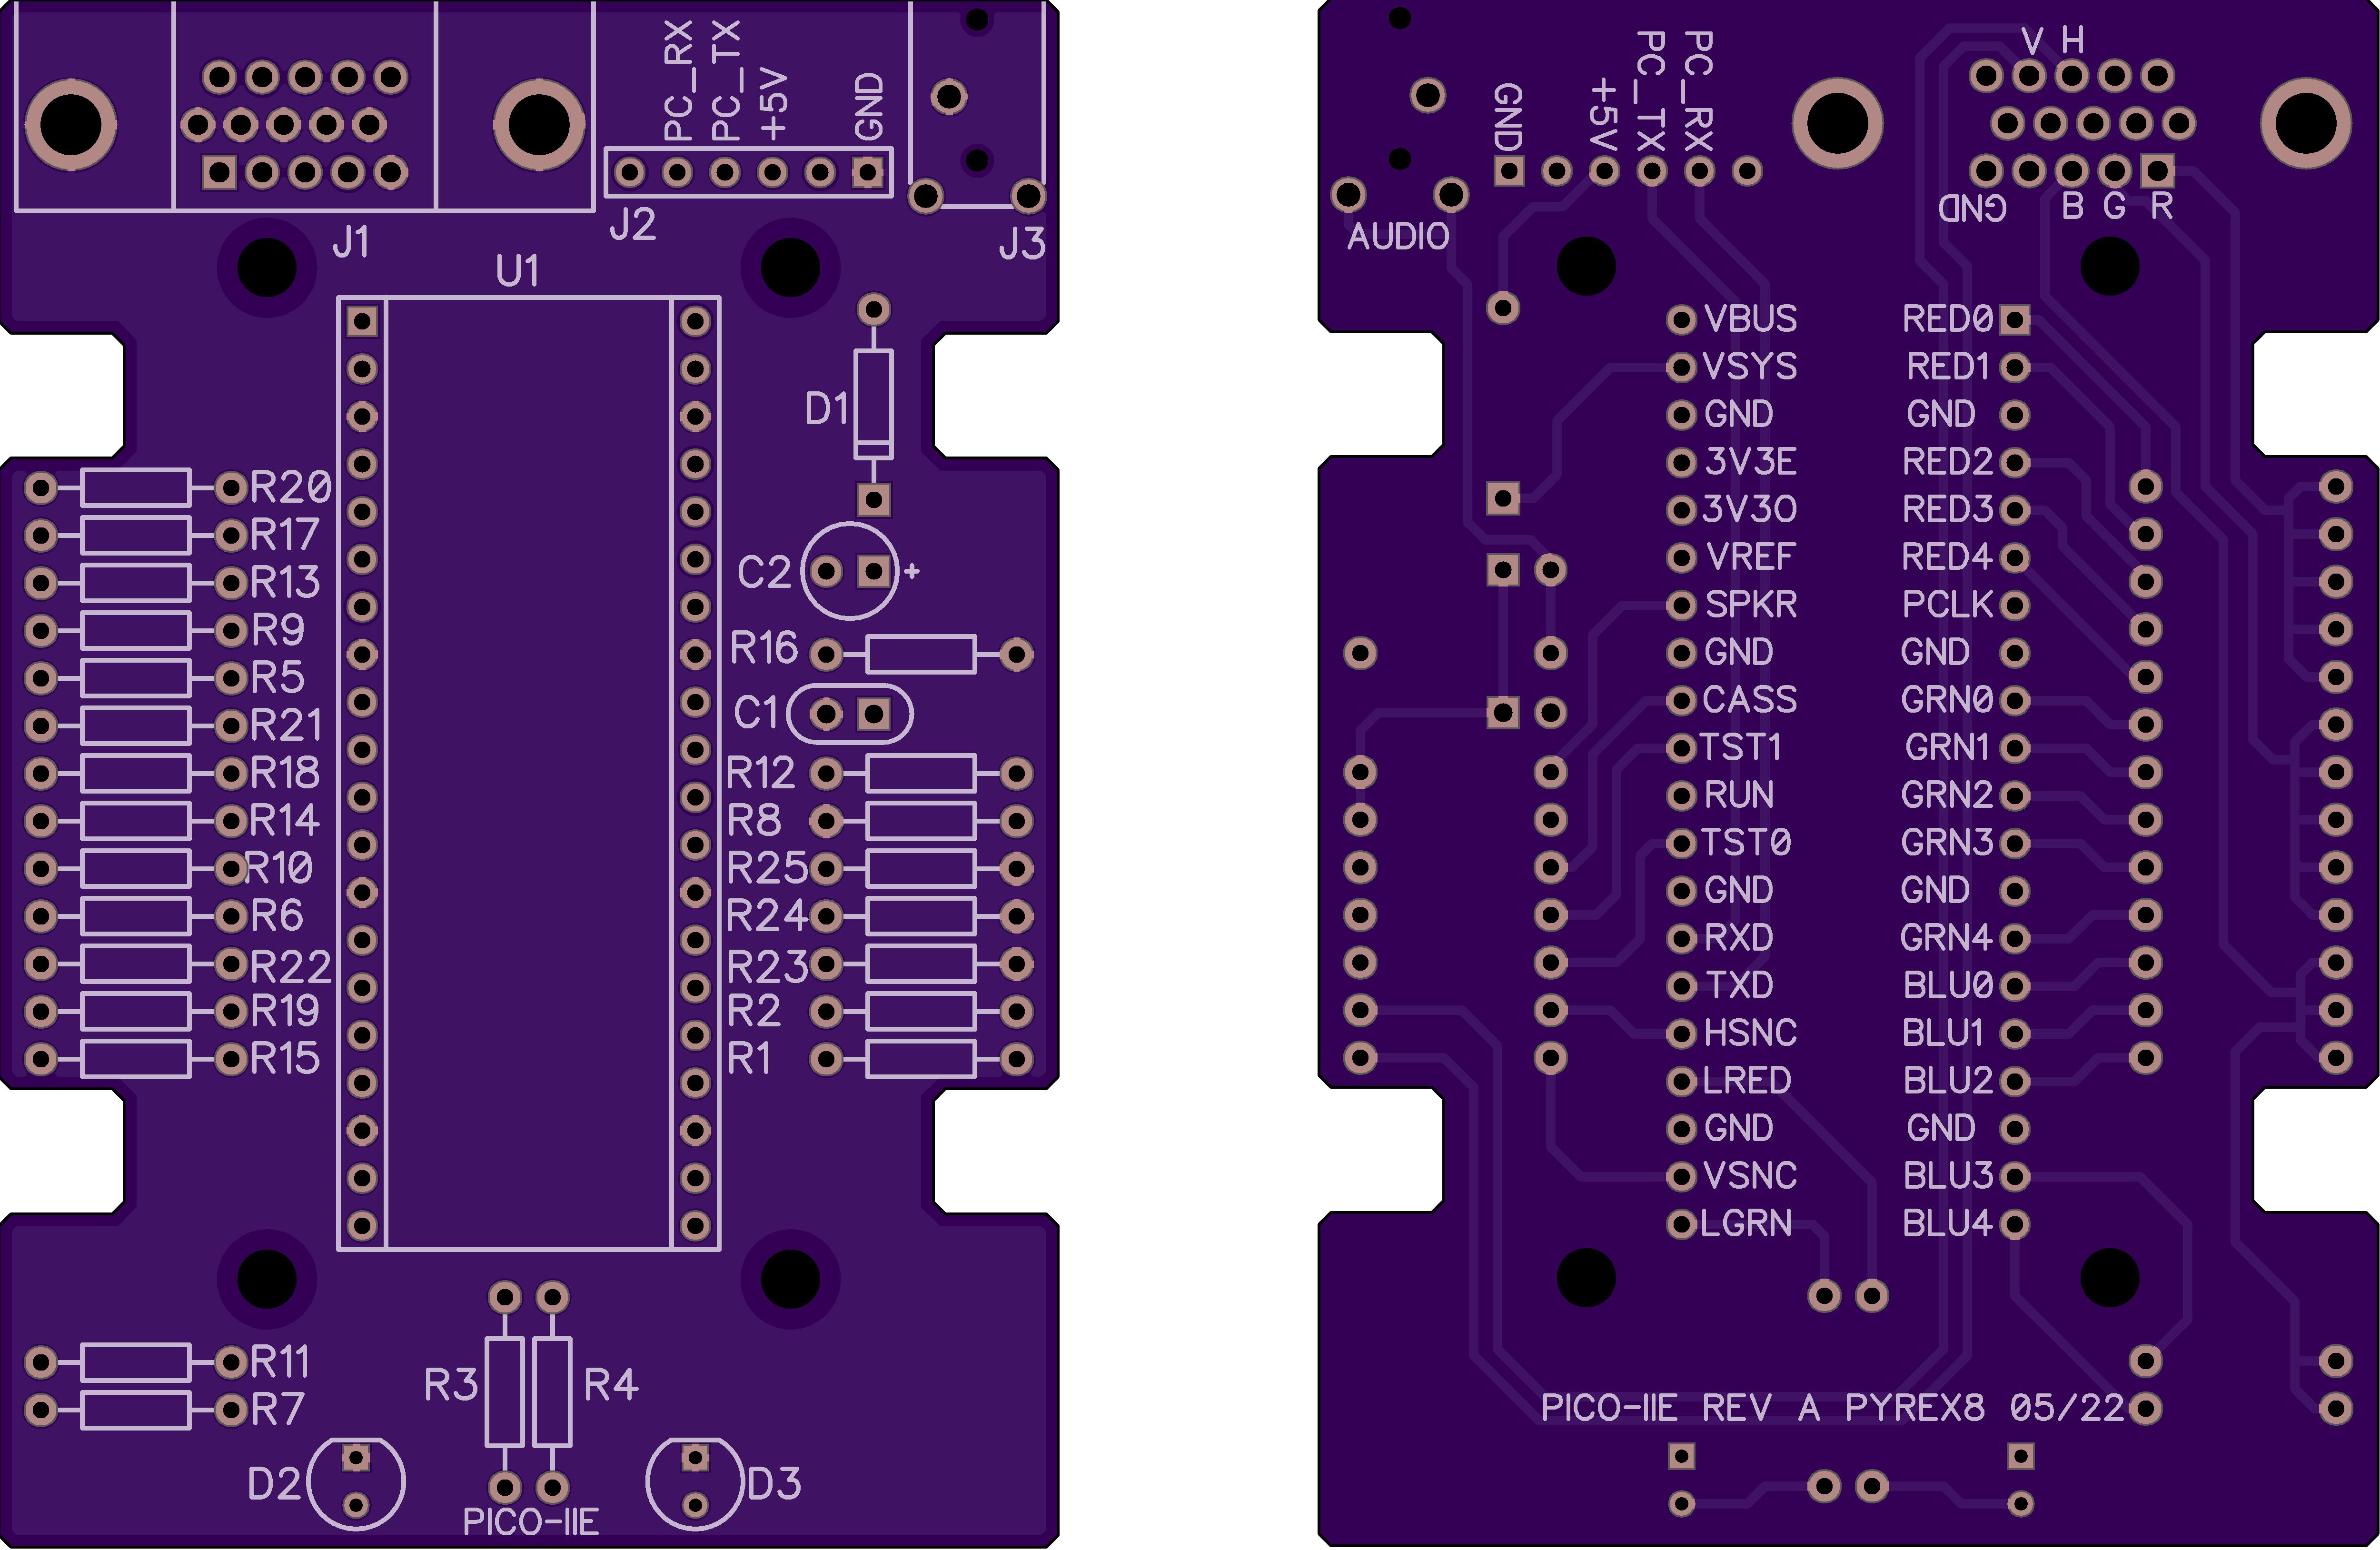 PC_RX
PC_TX
+5V
GND
J1
J2
J3
U1
D1
R20
R17
R13
R9
R5
R21
R18
R14
R10
R6
R22
R19
R15
C2 +
R16
C1
R12
R8
R25
R24
R23
R2
R1
R11
R7
R3
R4
D2
D3
PICO-IIE
GND
+5V
PC_TX
PC_RX
V H
GND B G R
AUDIO
VBUS RED0
VSYS RED1
GND GND
3V3E RED2
3V3O RED3
VREF RED4
SPKR PCLK
GND GND
CASS GRN0
TST1 GRN1
RUN GRN2
TST0 GRN3
GND GND
RXD GRN4
TXD BLU0
HSNC BLU1
LRED BLU2
GND GND
VSNC BLU3
LGRN BLU4
PICO-IIE REV A PYREX8 05/22